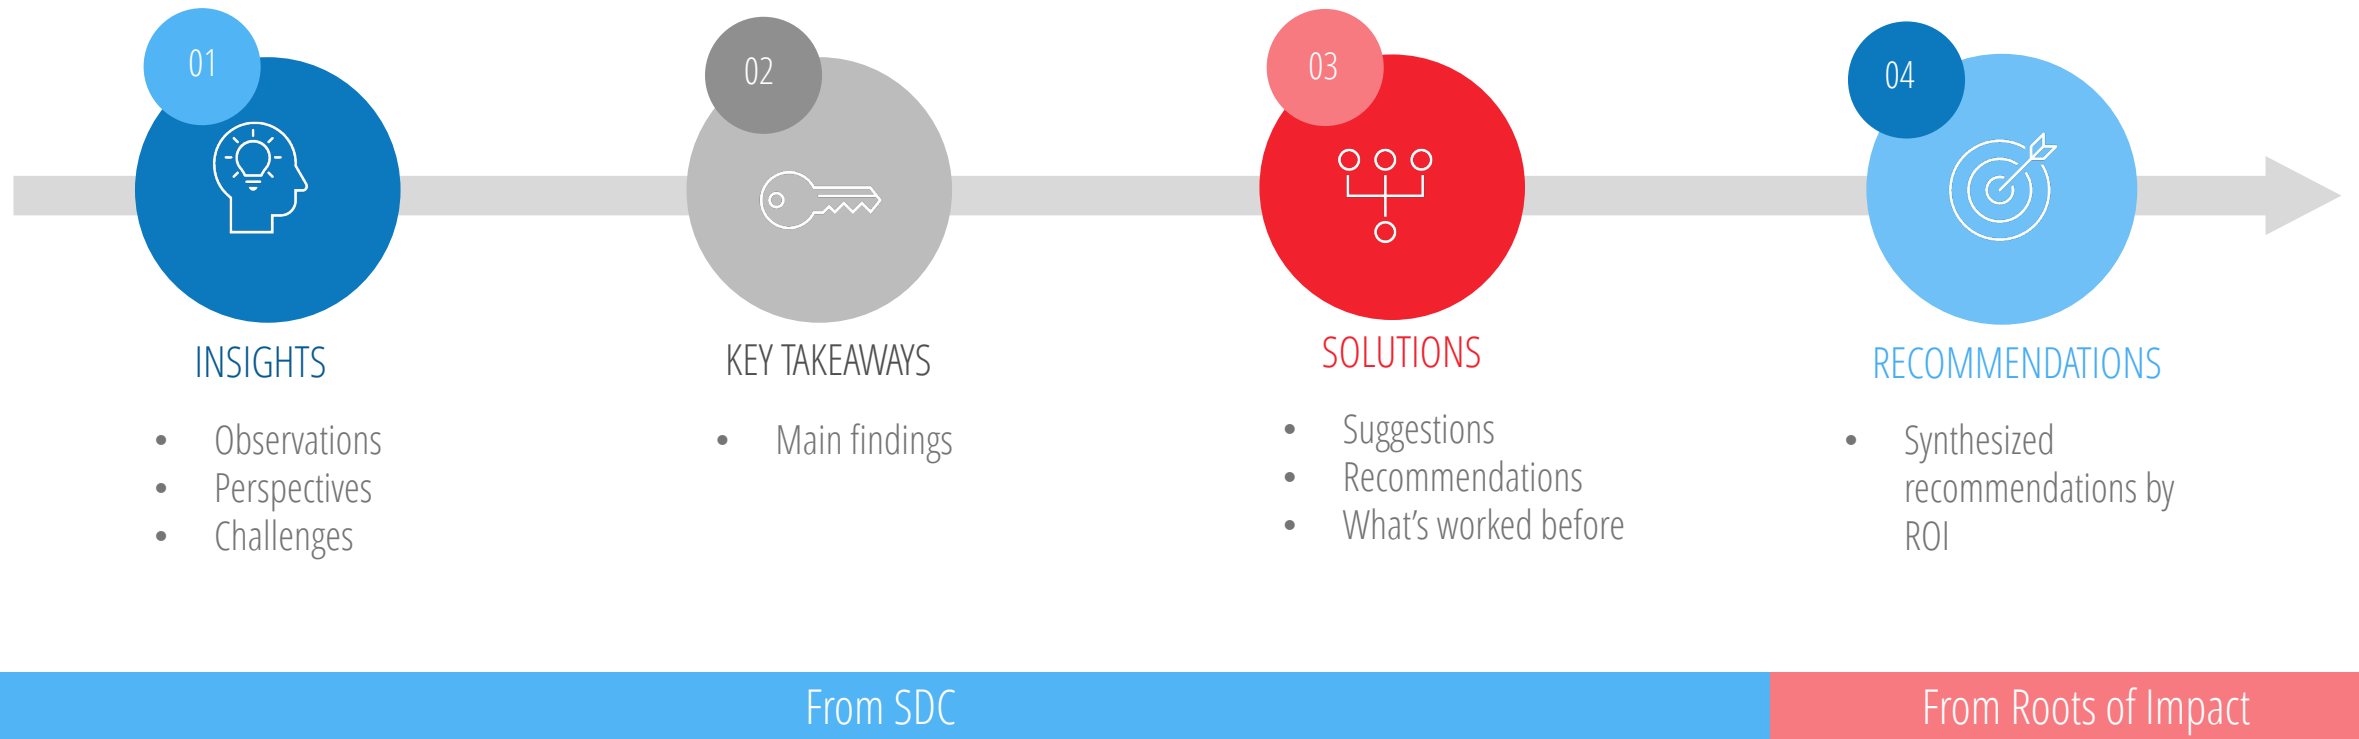 01
INSIGHTS
• Observations
• Perspectives
• Challenges
02
KEY TAKEAWAYS
• Main findings
03
SOLUTIONS
• Suggestions
• Recommendations
• What's worked before
04
RECOMMENDATIONS
• Synthesized
recommendations by
ROI
From SDC
From Roots of Impact